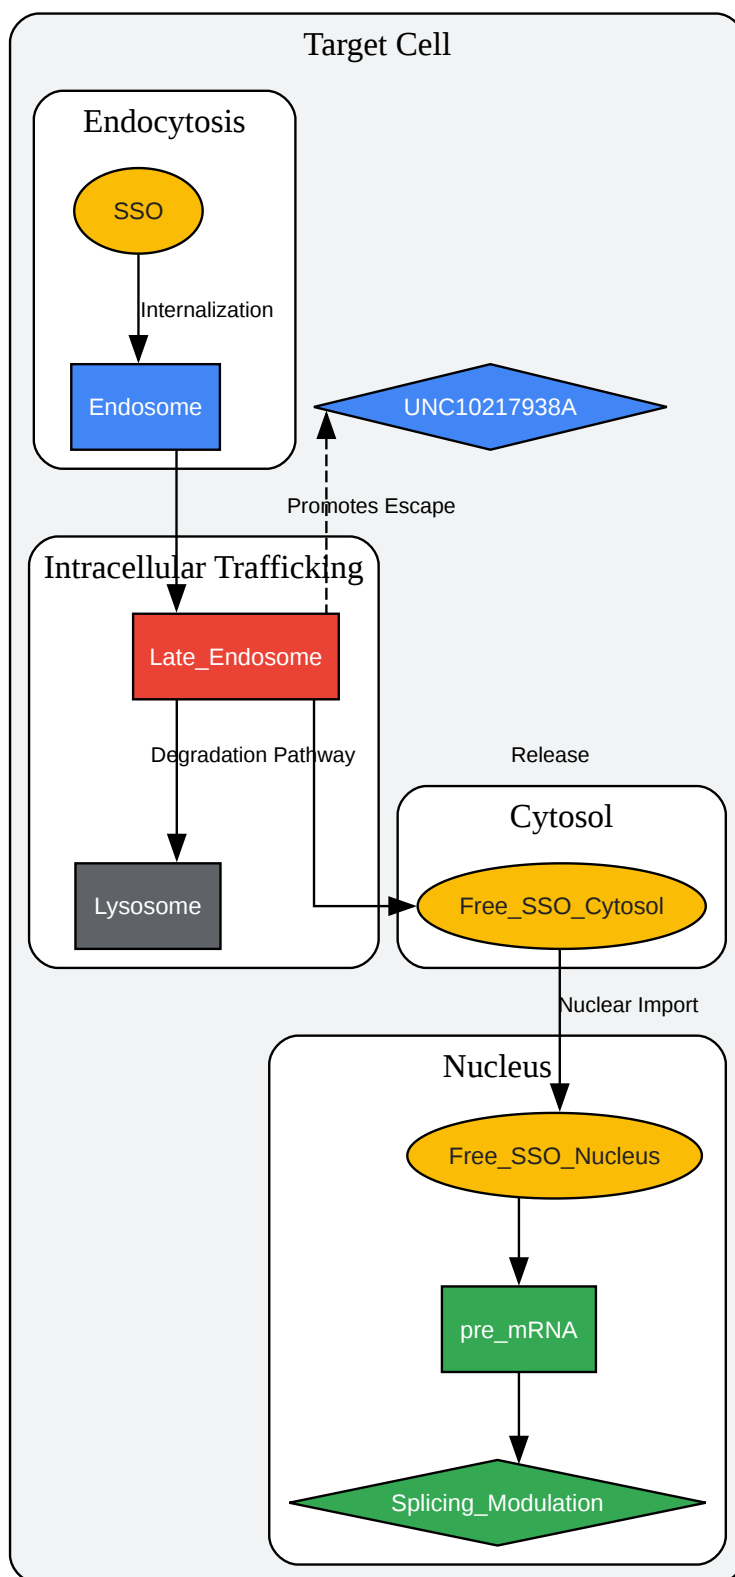 Target Cell
Endocytosis
SSO
Internalization
Endosome
UNC10217938A
Promotes Escape
Intracellular Trafficking
Late_Endosome
Degradation Pathway
Release
Cytosol
Lysosome
Free_SSO_Cytosol
Nuclear Import
Nucleus
Free_SSO_Nucleus
pre_mRNA
Splicing_Modulation